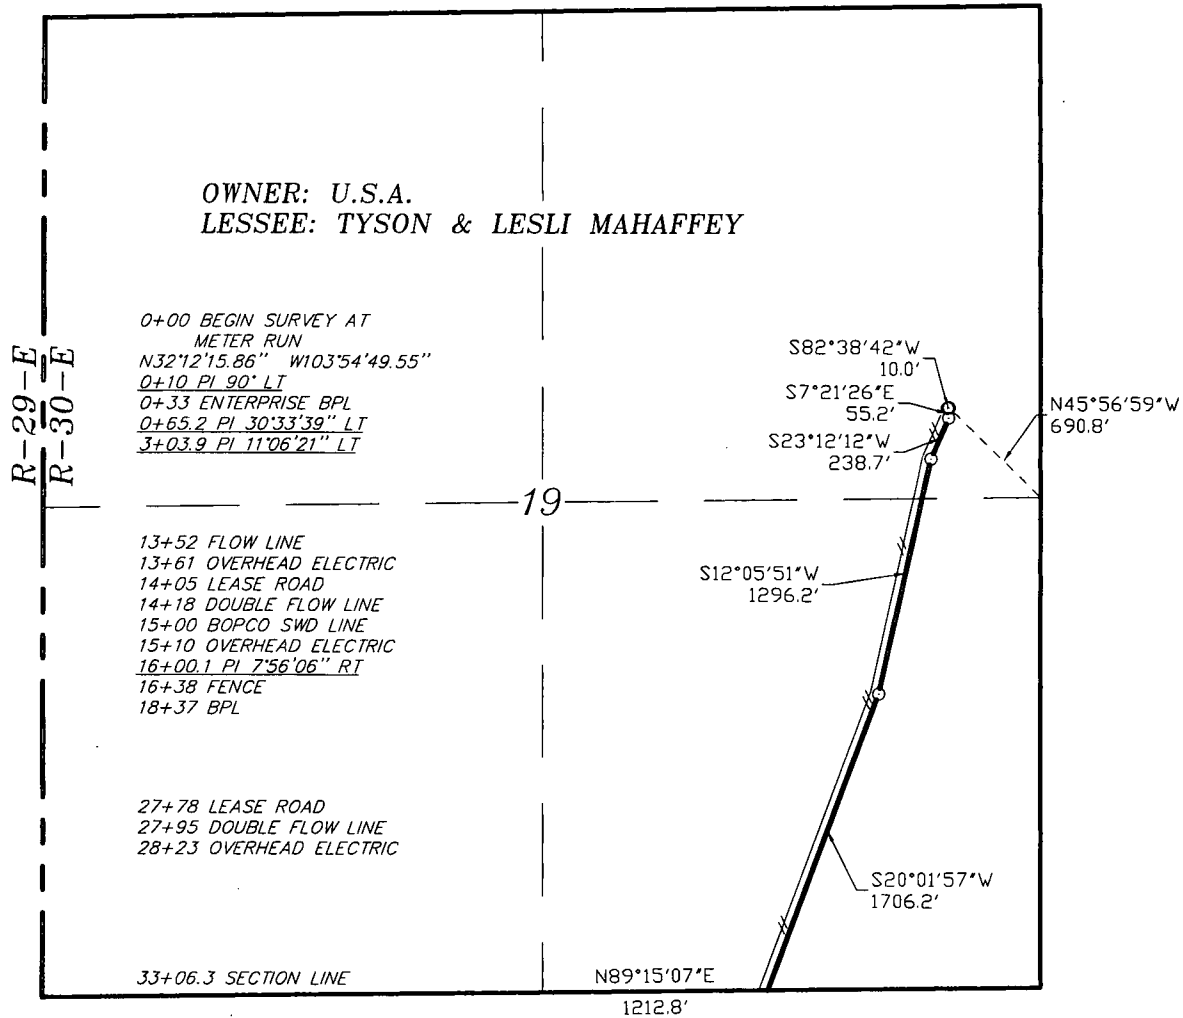 OWNER: U.S.A.
LESSEE: TYSON & LESLI MAHAFFEY
R-29-E
R-30-E
0+00 BEGIN SURVEY AT
METER RUN
N32°12'15.86" W103°54'49.55"
0+10 PI 90° LT
0+33 ENTERPRISE BPL
0+65.2 PI 30°33'39" LT
3+03.9 PI 11°06'21" LT
S82°38'42"W
10.0'
S7°21'26"E
55.2'
S23°12'12"W
238.7'
N45°56'59"W
690.8'
19
13+52 FLOW LINE
13+61 OVERHEAD ELECTRIC
14+05 LEASE ROAD
14+18 DOUBLE FLOW LINE
15+00 BOPCO SWD LINE
15+10 OVERHEAD ELECTRIC
16+00.1 PI 7°56'06" RT
16+38 FENCE
18+37 BPL
S12°05'51"W
1296.2'
27+78 LEASE ROAD
27+95 DOUBLE FLOW LINE
28+23 OVERHEAD ELECTRIC
S20°01'57"W
1706.2'
33+06.3 SECTION LINE
N89°15'07"E
1212.8'